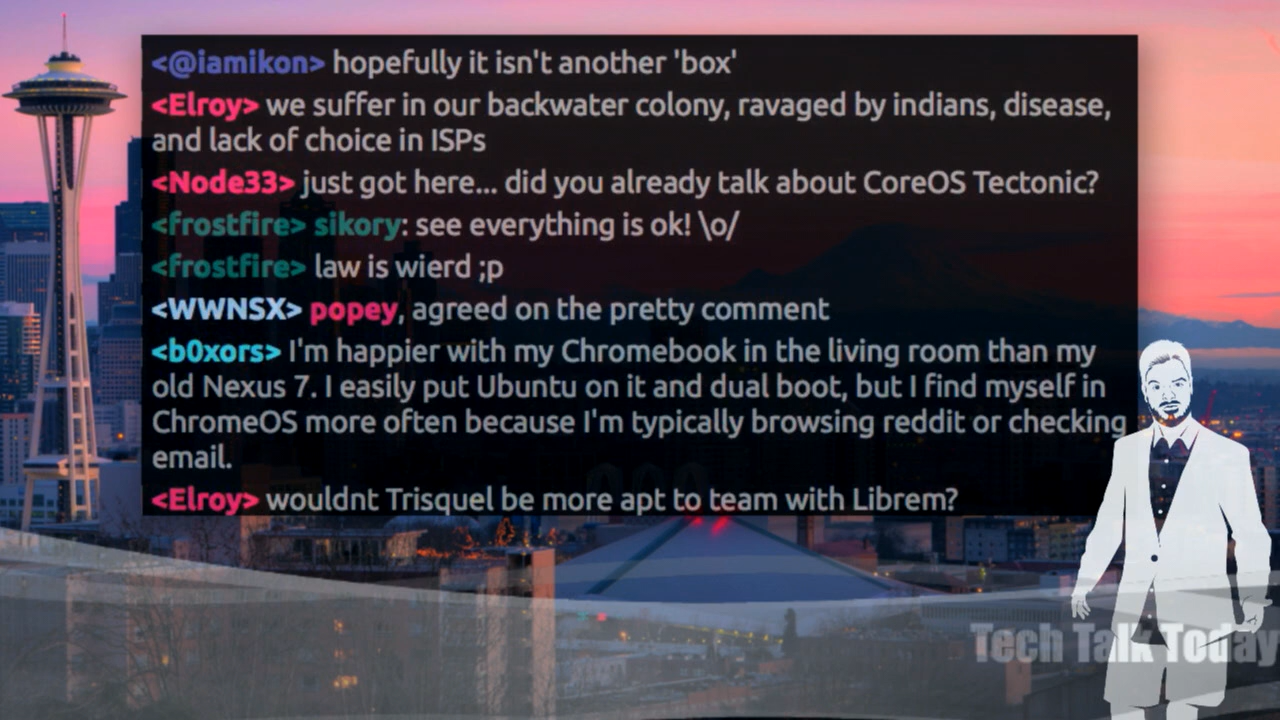 <@iamikon> hopefully it isn't another 'box'
<Elroy> we suffer in our backwater colony, ravaged by indians, disease,
and lack of choice in ISPs
<Node33> just got here... did you already talk about CoreOS Tectonic?
<frostfire> sikory: see everything is ok! \o/
<frostfire> law is wierd ;p
<WWNSX> popey, agreed on the pretty comment
<b0xors> I'm happier with my Chromebook in the living room than my
old Nexus 7. I easily put Ubuntu on it and dual boot, but I find myself in
ChromeOS more often because I'm typically browsing reddit or checking
email.
<Elroy> wouldnt Trisquel be more apt to team with Librem?
Tech Talk Today